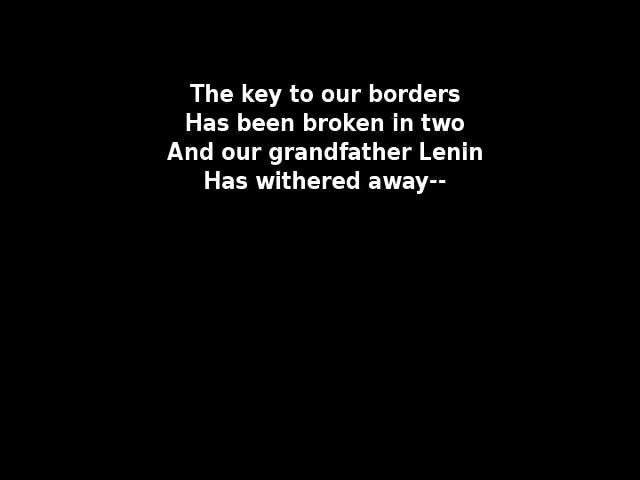 The key to our borders
Has been broken in two
And our grandfather Lenin
Has withered away--